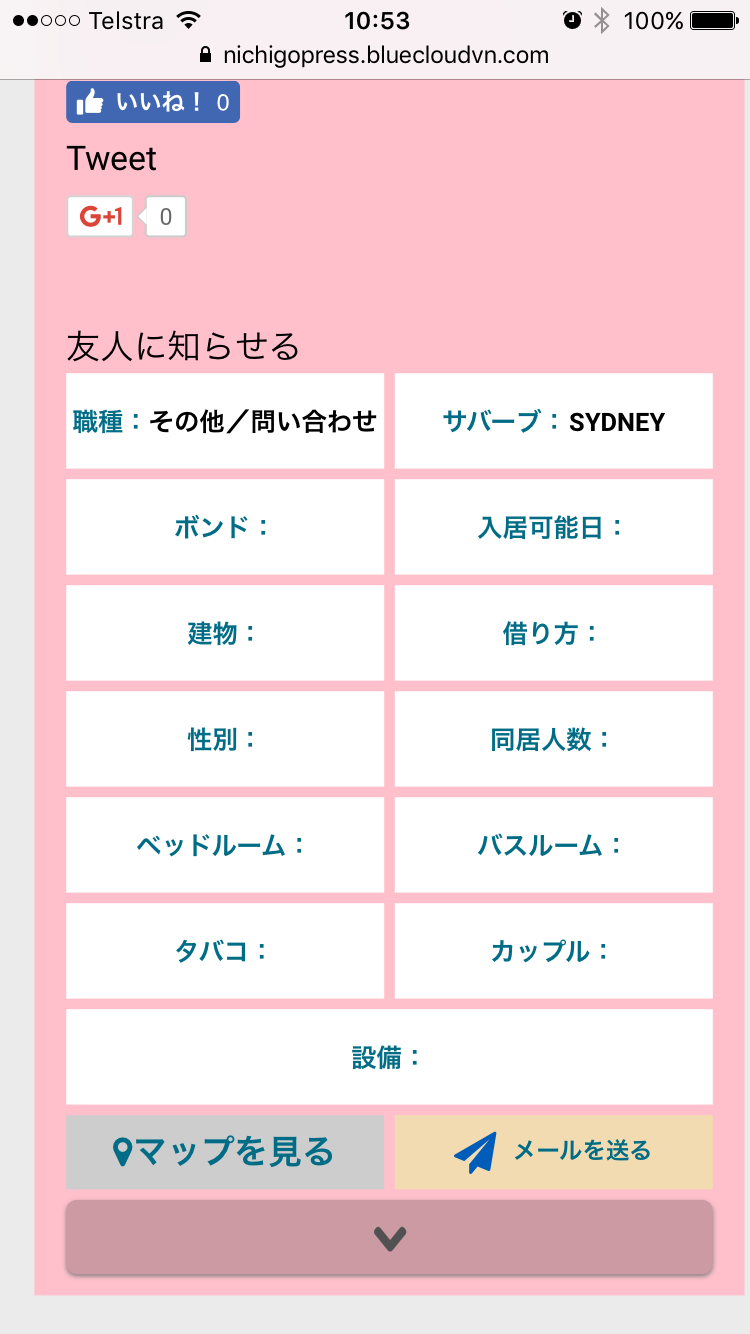 Telstra 10:53 100%
nichigopress.bluecloudvn.com
いいね！ 0
Tweet
G+1 0
友人に知らせる
職種：その他／問い合わせ サバーブ：SYDNEY
ボンド： 入居可能日：
建物： 借り方：
性別： 同居人数：
ベッドルーム： バスルーム：
タバコ： カップル：
設備：
マップを見る メールを送る